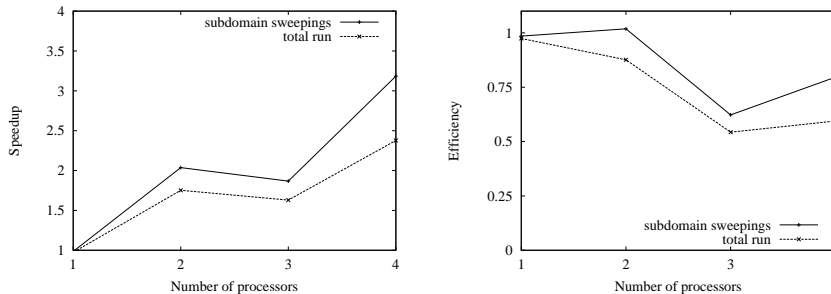 4
3.5
3
2.5
2
1.5
1
1
2
3
4
Speedup
Number of processors
subdomain sweepings
total run
1
0.75
0.5
0.25
0
1
2
3
Efficiency
Number of processors
subdomain sweepings
total run